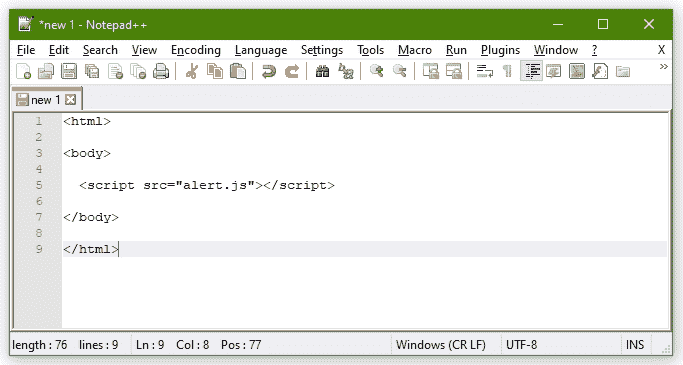 *new 1 - Notepad++
File Edit Search View Encoding Language Settings Tools Macro Run Plugins Window ? X
new 1
1 <html>
2
3 <body>
4
5 <script src="alert.js"></script>
6
7 </body>
8
9 </html>
length : 76 lines : 9 Ln : 9 Col : 8 Pos : 77 Windows (CR LF) UTF-8 INS